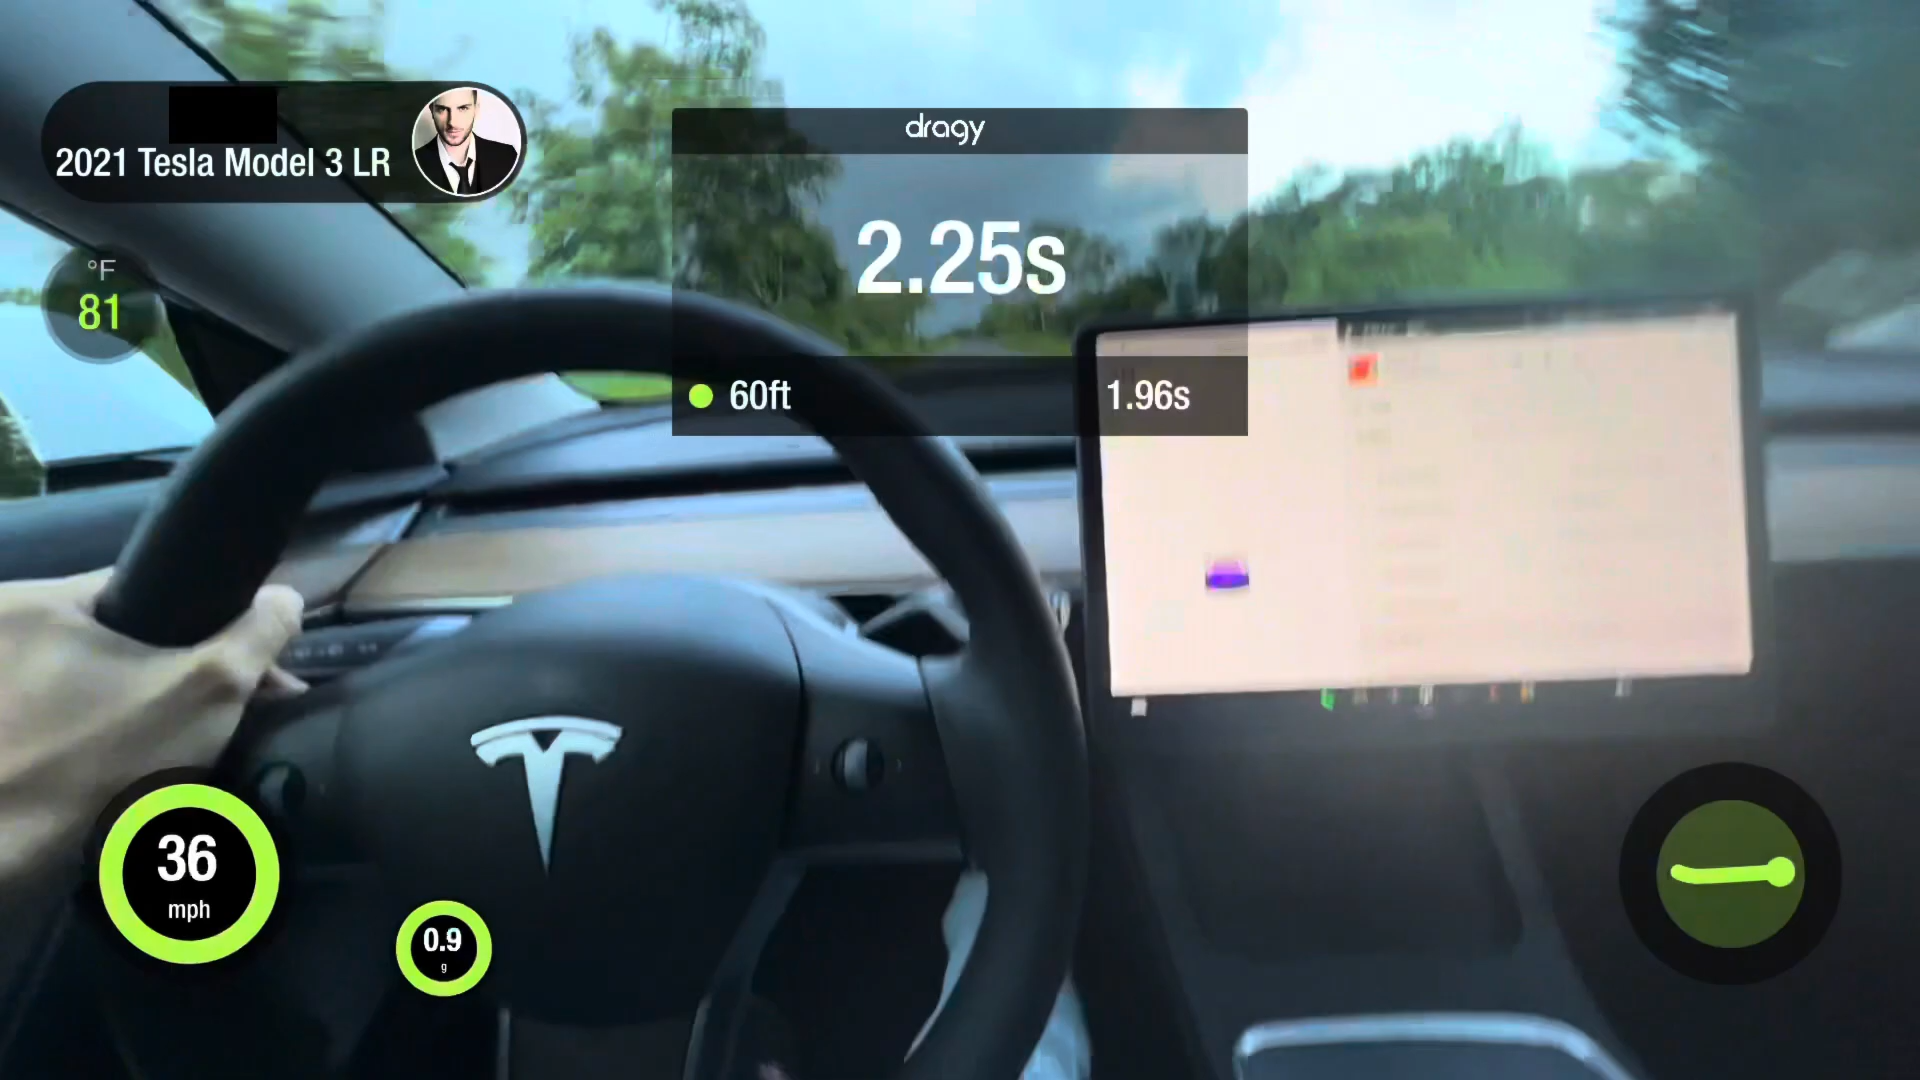 2021 Tesla Model 3 LR
dragy
2.25s
60ft 1.96s
°F
81
36
mph
0.9
g